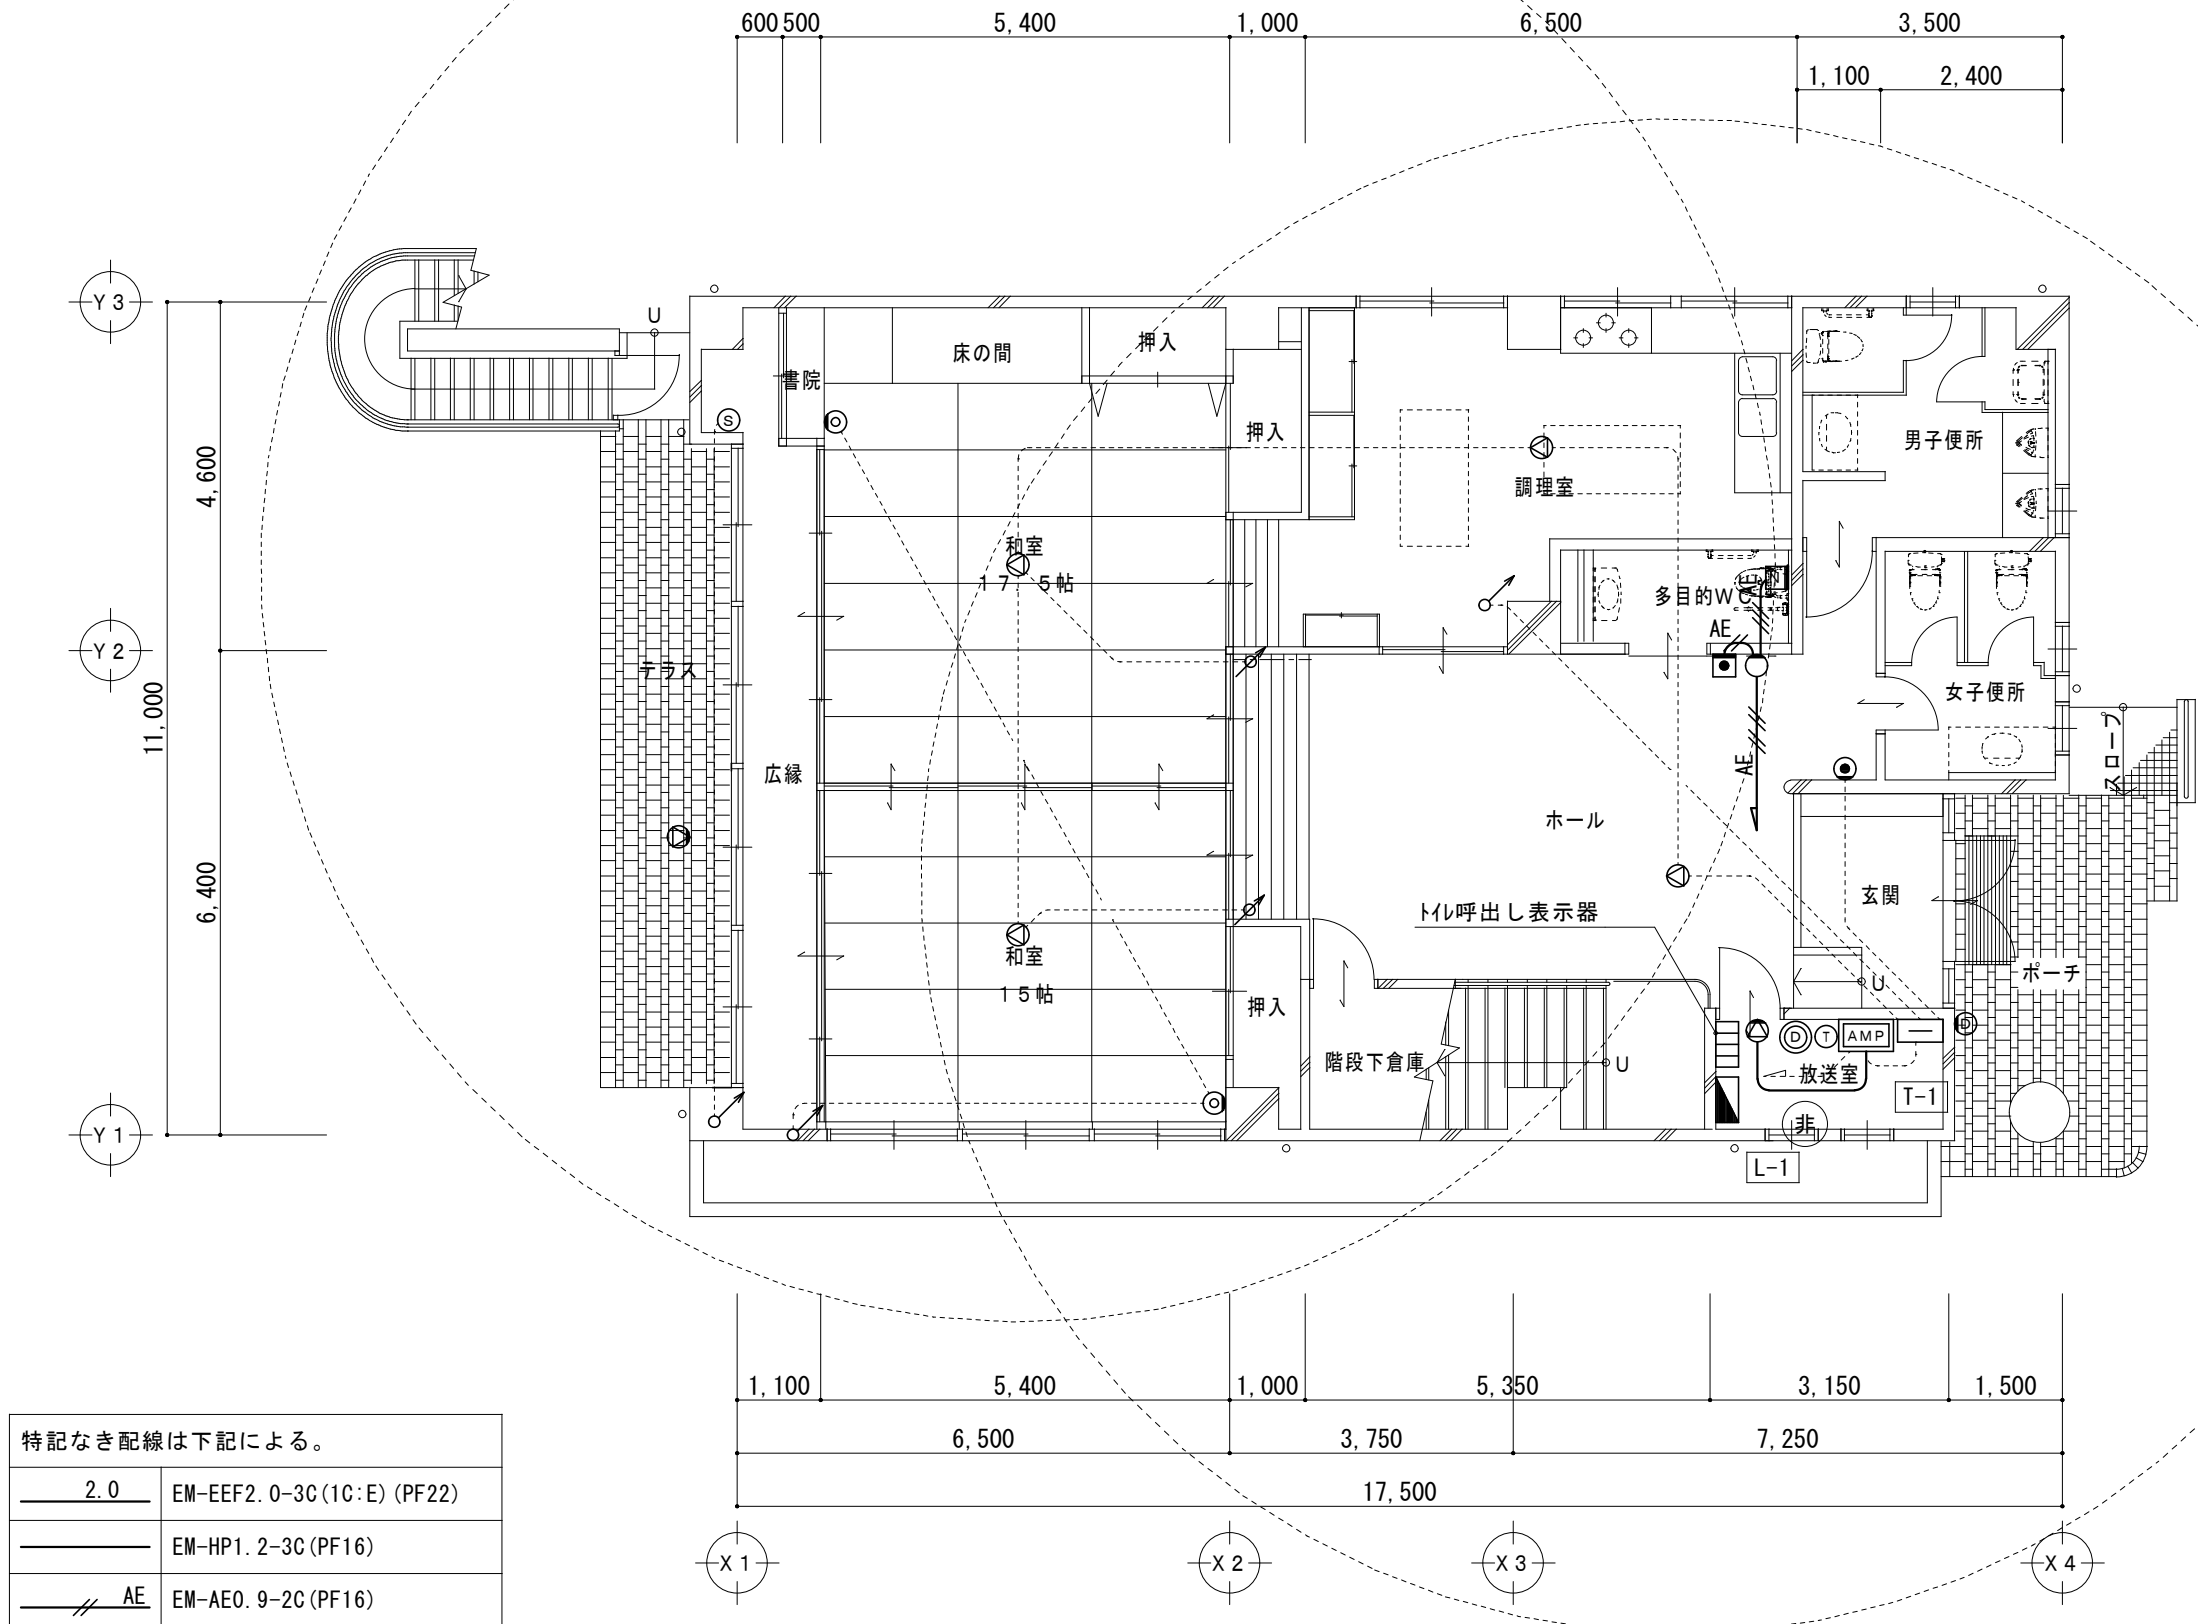 600 500 5,400 1,000 6,500 3,500
1,100 2,400
Y3
U
押入
床の間
書院
S
押入
男子便所
4,600
調理室
和室
17.5帖
多目的WC
AE
AE
Y2
テラス
女子便所
11,000
スロープ
広縁
AE
ホール
6,400
玄関
トイレ呼出し表示器
和室
ポーチ
15帖
U
押入
D T AMP D
階段下倉庫
U
放送室
T-1
Y1
非
L-1
1,100 5,400 1,000 5,350 3,150 1,500
6,500 3,750 7,250
17,500
X1 X2 X3 X4
特記なき配線は下記による。
2.0 EM-EEF2.0-3C(1C:E)(PF22)
EM-HP1.2-3C(PF16)
AE EM-AE0.9-2C(PF16)